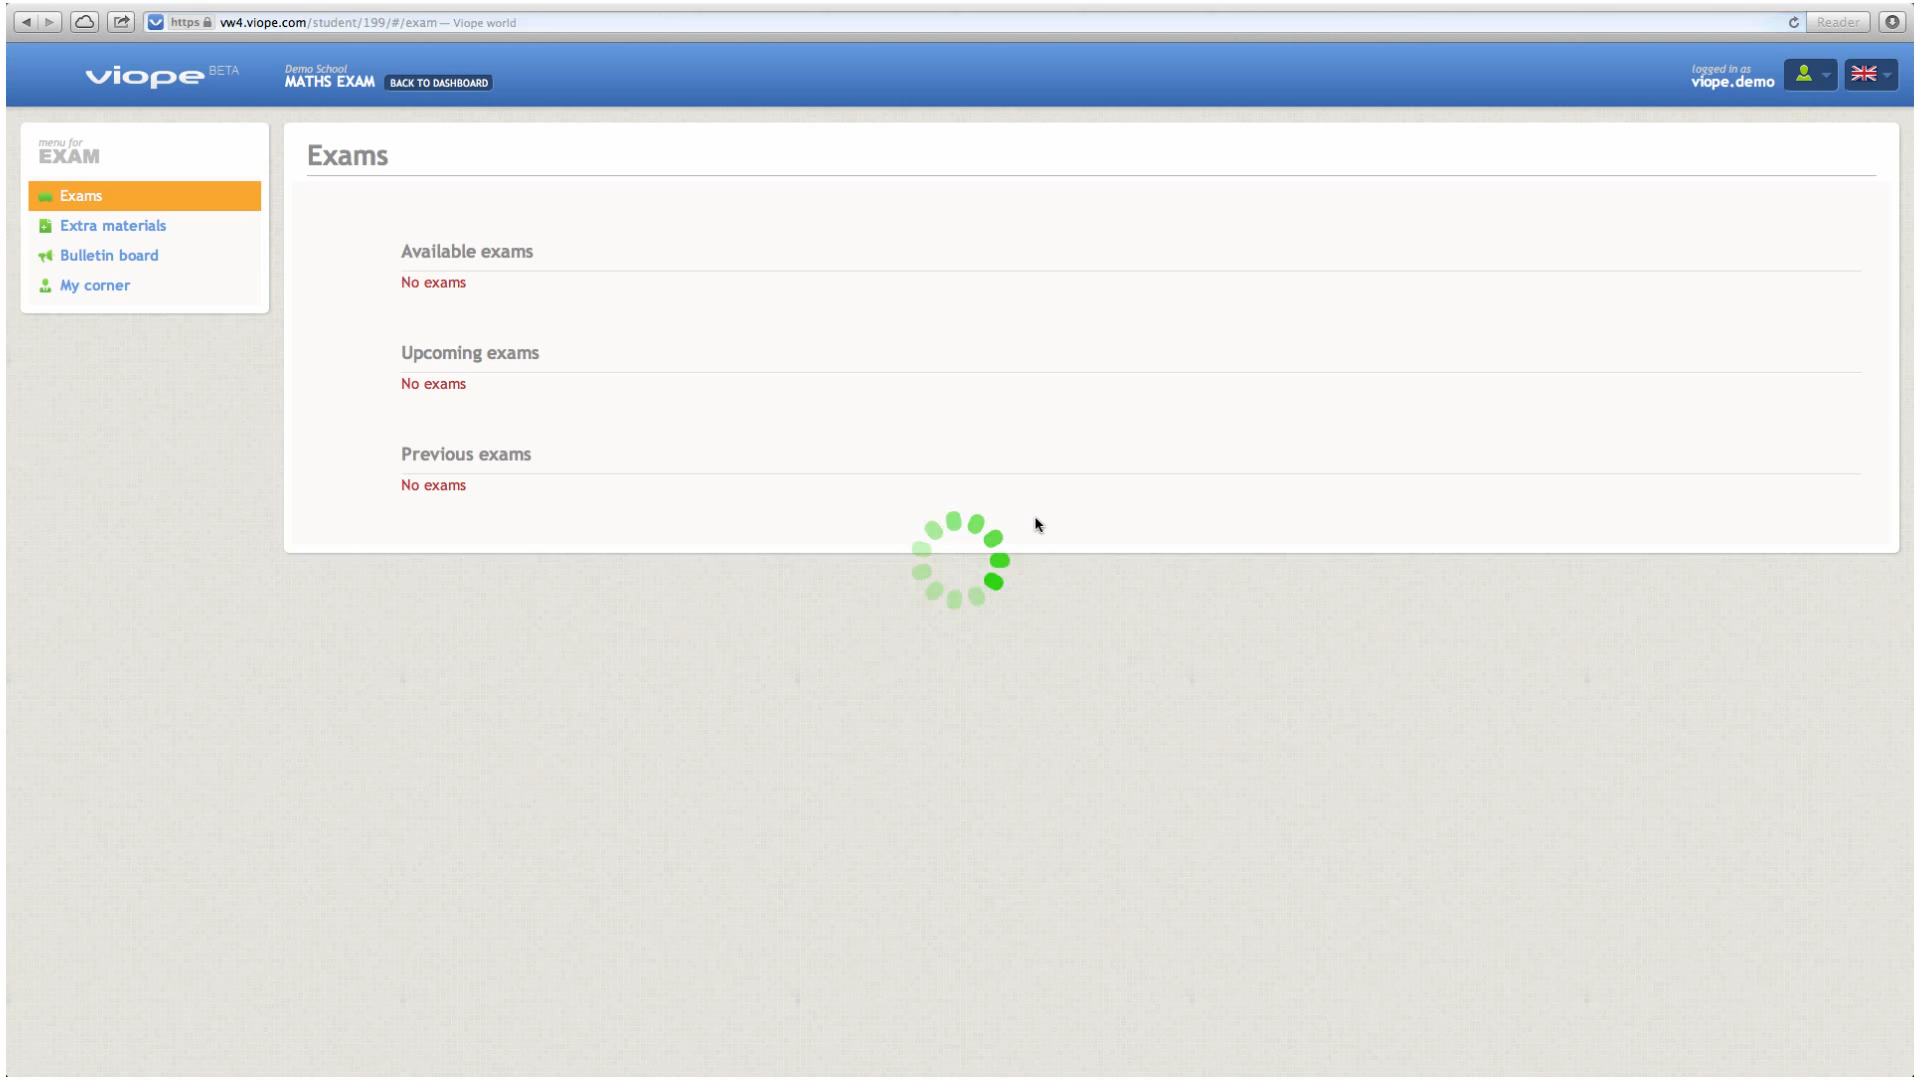 https vw4.viope.com/student/199/#/exam — Viope world
Reader
viope BETA
Demo School
MATHS EXAM BACK TO DASHBOARD
logged in as
viope.demo
menu for
EXAM
Exams
Extra materials
Bulletin board
My corner
Exams
Available exams
No exams
Upcoming exams
No exams
Previous exams
No exams